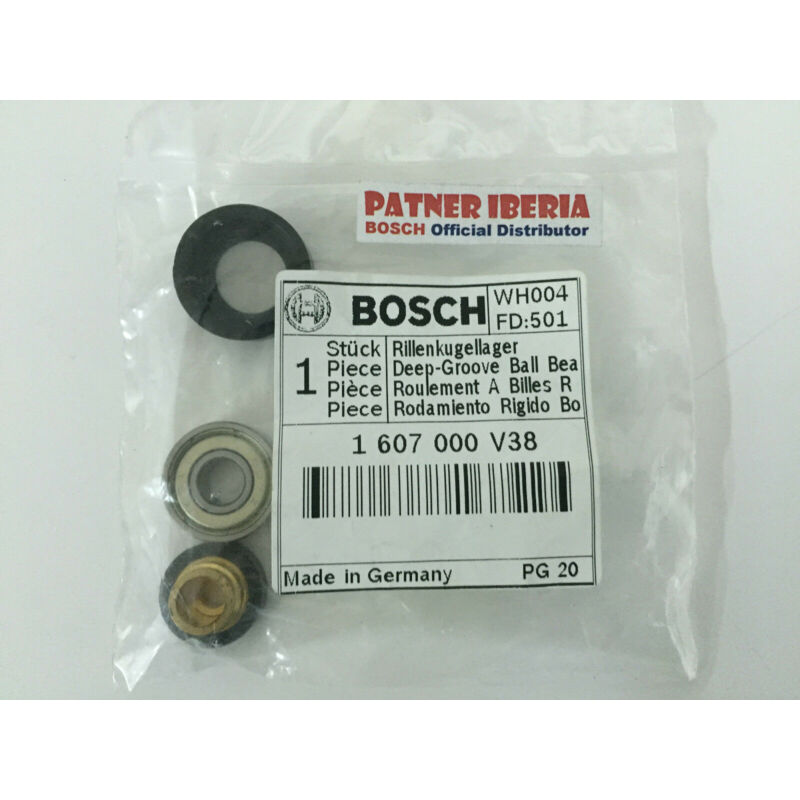 PATNER IBERIA
BOSCH Official Distributor
BOSCH
WH004
FD:501
1
Stück Rillenkugellager
Piece Deep-Groove Ball Bea
Pièce Roulement A Billes R
Piece Rodamiento Rigido Bo
1 607 000 V38
Made in Germany PG 20